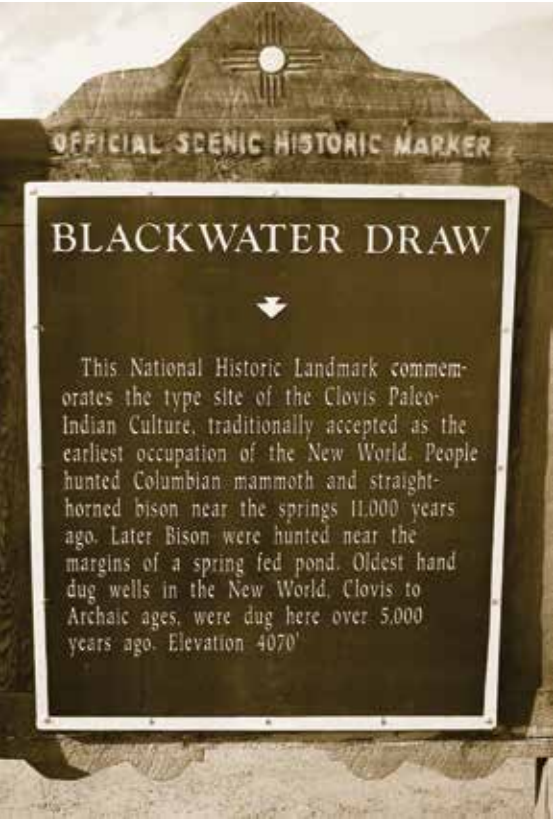 OFFICIAL SCENIC HISTORIC MARKER
BLACKWATER DRAW
This National Historic Landmark commem-
orates the type site of the Clovis Paleo-
Indian Culture, traditionally accepted as the
earliest occupation of the New World. People
hunted Columbian mammoth and straight-
horned bison near the springs 11,000 years
ago. Later Bison were hunted near the
margins of a spring fed pond. Oldest hand
dug wells in the New World, Clovis to
Archaic ages, were dug here over 5,000
years ago. Elevation 4070'